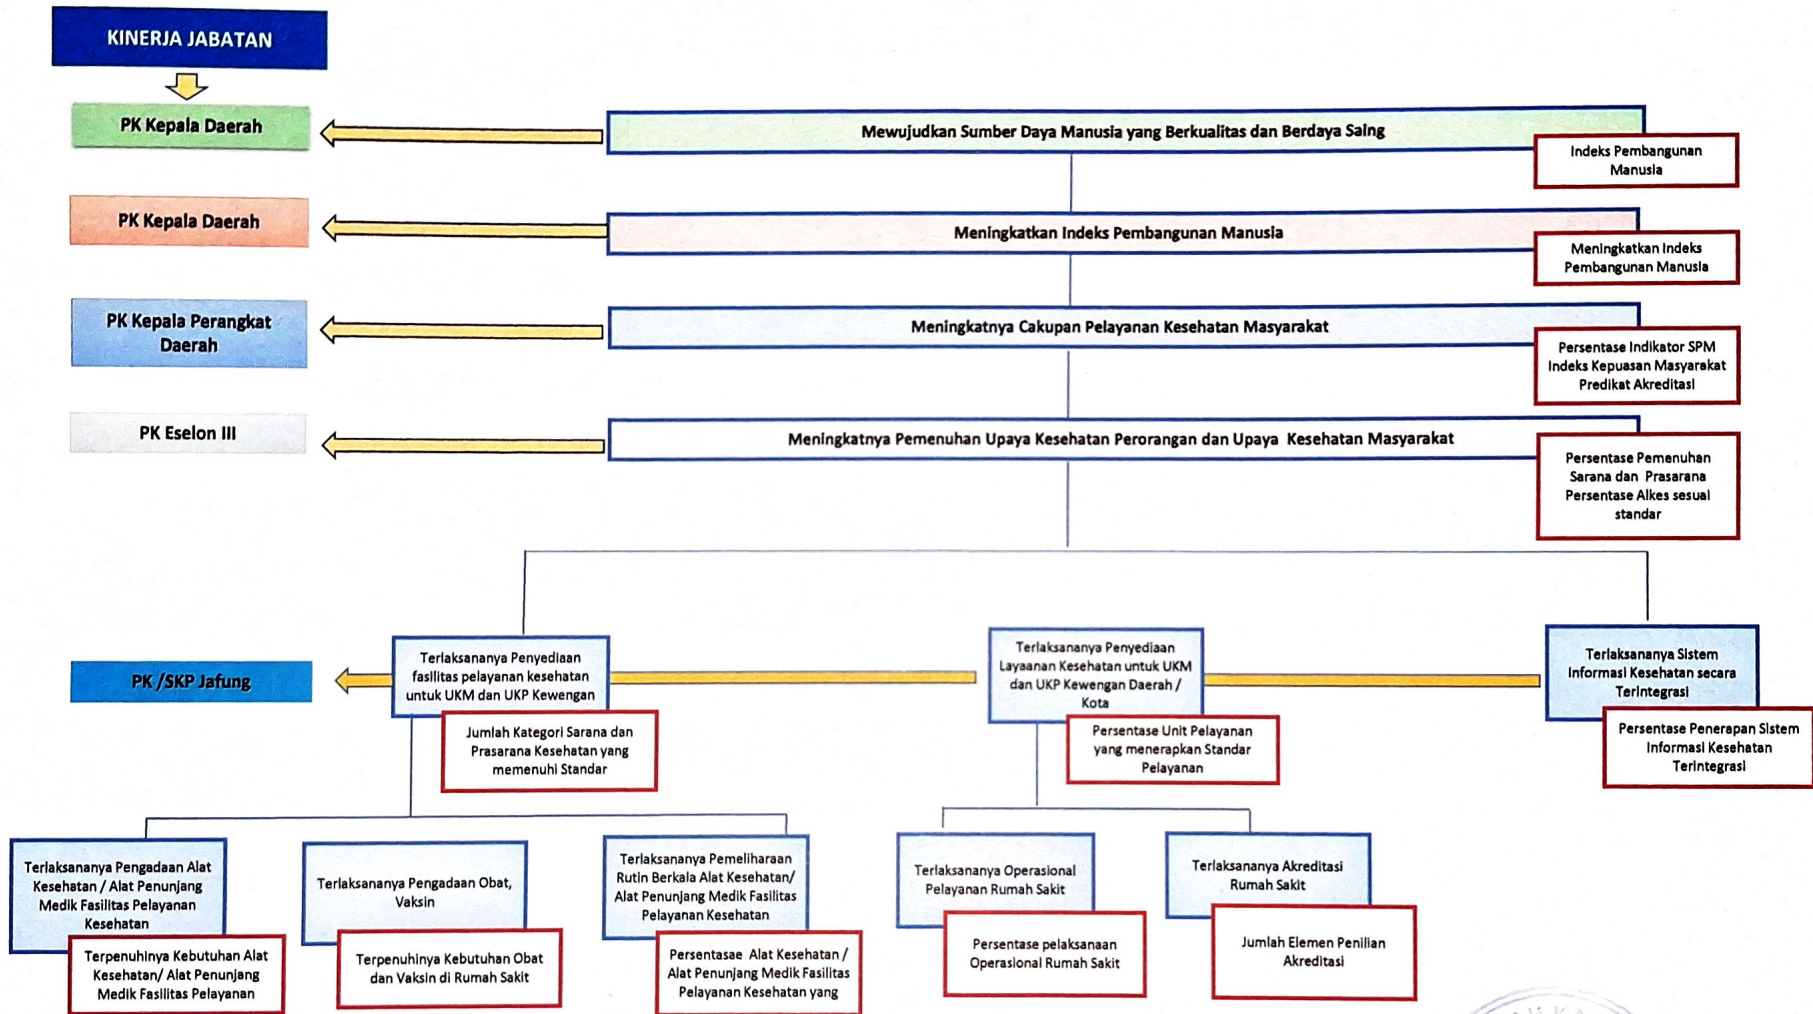 KINERJA JABATAN
PK Kepala Daerah
Mewujudkan Sumber Daya Manusia yang Berkualitas dan Berdaya Saing
Indeks Pembangunan
Manusia
PK Kepala Daerah
Meningkatkan Indeks Pembangunan Manusia
Meningkatkan Indeks
Pembangunan Manusia
PK Kepala Perangkat
Daerah
Meningkatnya Cakupan Pelayanan Kesehatan Masyarakat
Persentase Indikator SPM
Indeks Kepuasan Masyarakat
Predikat Akreditasi
PK Eselon III
Meningkatnya Pemenuhan Upaya Kesehatan Perorangan dan Upaya Kesehatan Masyarakat
Persentase Pemenuhan
Sarana dan Prasarana
Persentase Alkes sesuai
standar
PK /SKP Jafung
Terlaksananya Penyediaan
fasilitas pelayanan kesehatan
untuk UKM dan UKP Kewengan
Jumlah Kategori Sarana dan
Prasarana Kesehatan yang
memenuhi Standar
Terlaksananya Penyediaan
Layaanan Kesehatan untuk UKM
dan UKP Kewengan Daerah /
Kota
Persentase Unit Pelayanan
yang menerapkan Standar
Pelayanan
Terlaksananya Sistem
Informasi Kesehatan secara
Terintegrasi
Persentase Penerapan Sistem
Informasi Kesehatan
Terintegrasi
Terlaksananya Pengadaan Alat
Kesehatan / Alat Penunjang
Medik Fasilitas Pelayanan
Kesehatan
Terpenuhinya Kebutuhan Alat
Kesehatan/ Alat Penunjang
Medik Fasilitas Pelayanan
Terlaksananya Pengadaan Obat,
Vaksin
Terpenuhinya Kebutuhan Obat
dan Vaksin di Rumah Sakit
Terlaksananya Pemeliharaan
Rutin Berkala Alat Kesehatan/
Alat Penunjang Medik Fasilitas
Pelayanan Kesehatan
Persentasae Alat Kesehatan /
Alat Penunjang Medik Fasilitas
Pelayanan Kesehatan yang
Terlaksananya Operasional
Pelayanan Rumah Sakit
Persentase pelaksanaan
Operasional Rumah Sakit
Terlaksananya Akreditasi
Rumah Sakit
Jumlah Elemen Penilian
Akreditasi